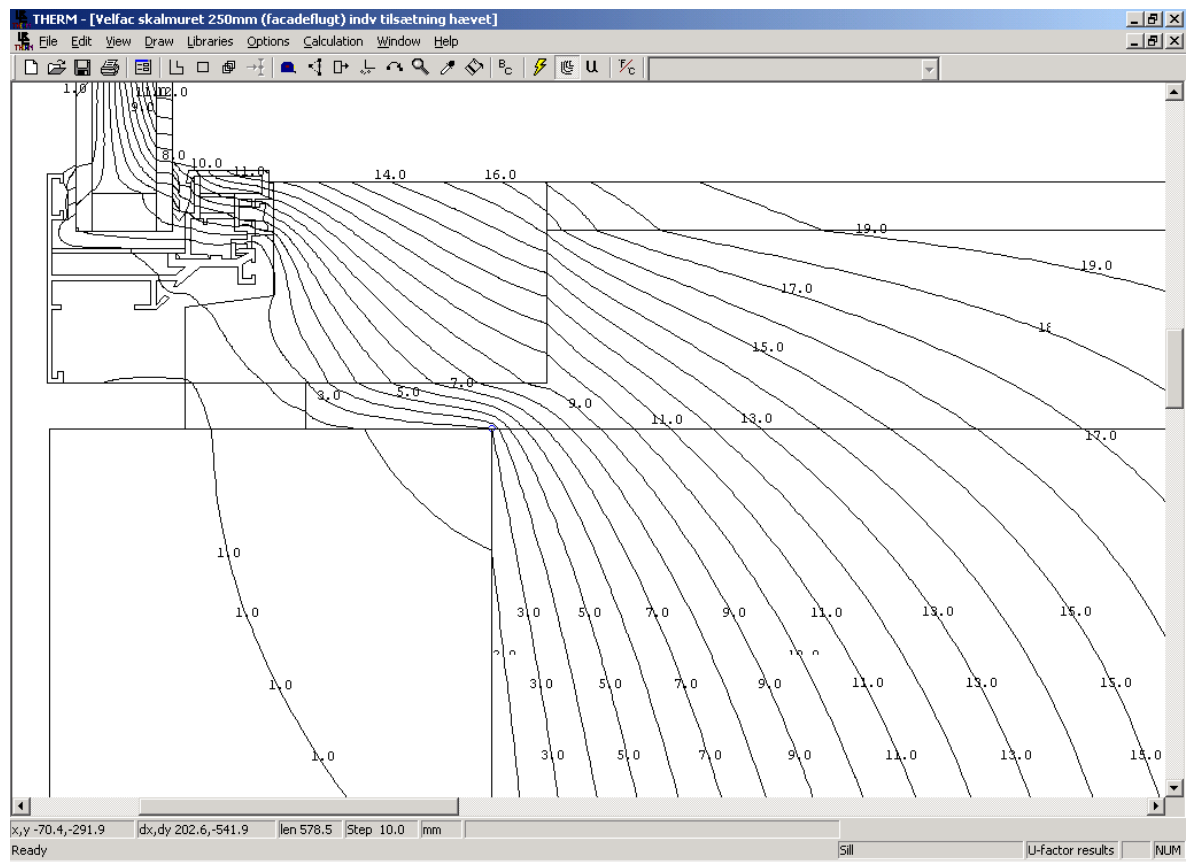 THERM - [Velfac skalmuret 250mm (facadeflugt) indv tilsætning hævet]
File Edit View Draw Libraries Options Calculation Window Help
1.0 12.0
9.0
8.0 10.0 11.0 14.0 16.0
19.0
19.0
17.0
18
15.0
3.0 5.0 7.0 9.0 11.0 13.0
17.0
1.0
1.0 3.0 5.0 7.0 9.0 11.0 13.0 15.0
1.0 3.0 5.0 7.0 9.0 11.0 13.0 15.0
1.0 3.0 5.0 7.0 9.0 11.0 13.0 15.0
x,y -70.4,-291.9 dx,dy 202.6,-541.9 len 578.5 Step 10.0 mm
Ready Sill U-factor results NUM